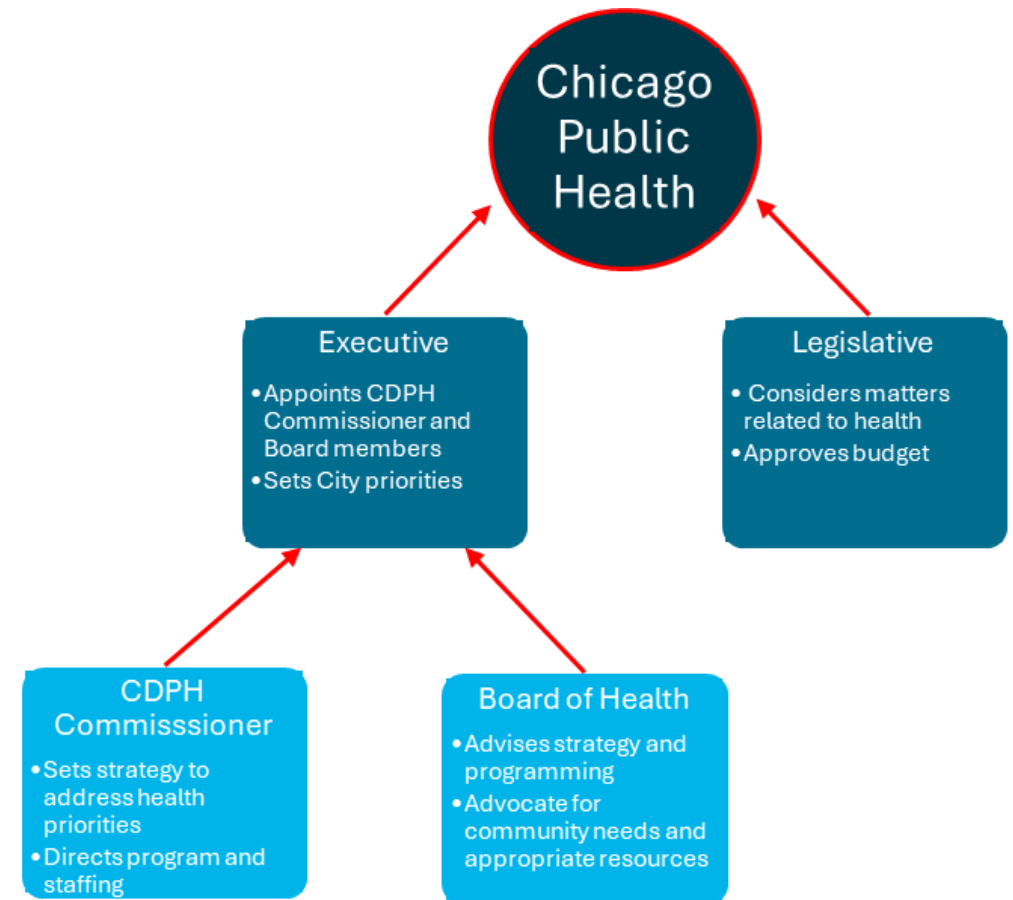 Chicago
Public
Health
Executive
•Appoints CDPH
Commissioner and
Board members
•Sets City priorities
Legislative
• Considers matters
related to health
•Approves budget
CDPH
Commisssioner
•Sets strategy to
address health
priorities
•Directs program and
staffing
Board of Health
•Advises strategy and
programming
•Advocate for
community needs and
appropriate resources